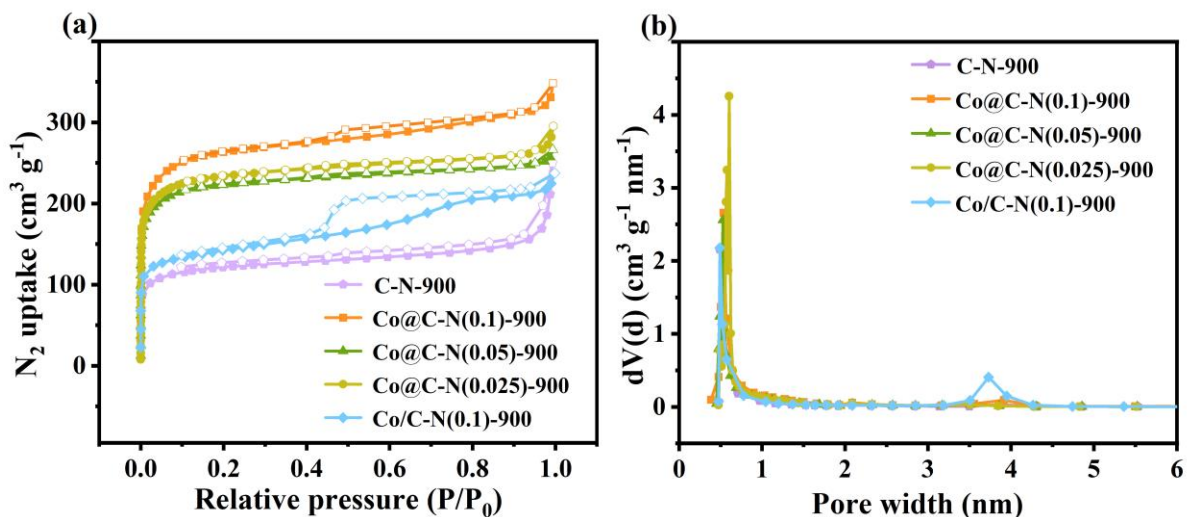 (a)
N₂ uptake (cm³ g⁻¹)
300
200
100
0
C-N-900
Co@C-N(0.1)-900
Co@C-N(0.05)-900
Co@C-N(0.025)-900
Co/C-N(0.1)-900
0.0 0.2 0.4 0.6 0.8 1.0
Relative pressure (P/P₀)
(b)
dV(d) (cm³ g⁻¹ nm⁻¹)
4
3
2
1
0
C-N-900
Co@C-N(0.1)-900
Co@C-N(0.05)-900
Co@C-N(0.025)-900
Co/C-N(0.1)-900
0 1 2 3 4 5 6
Pore width (nm)